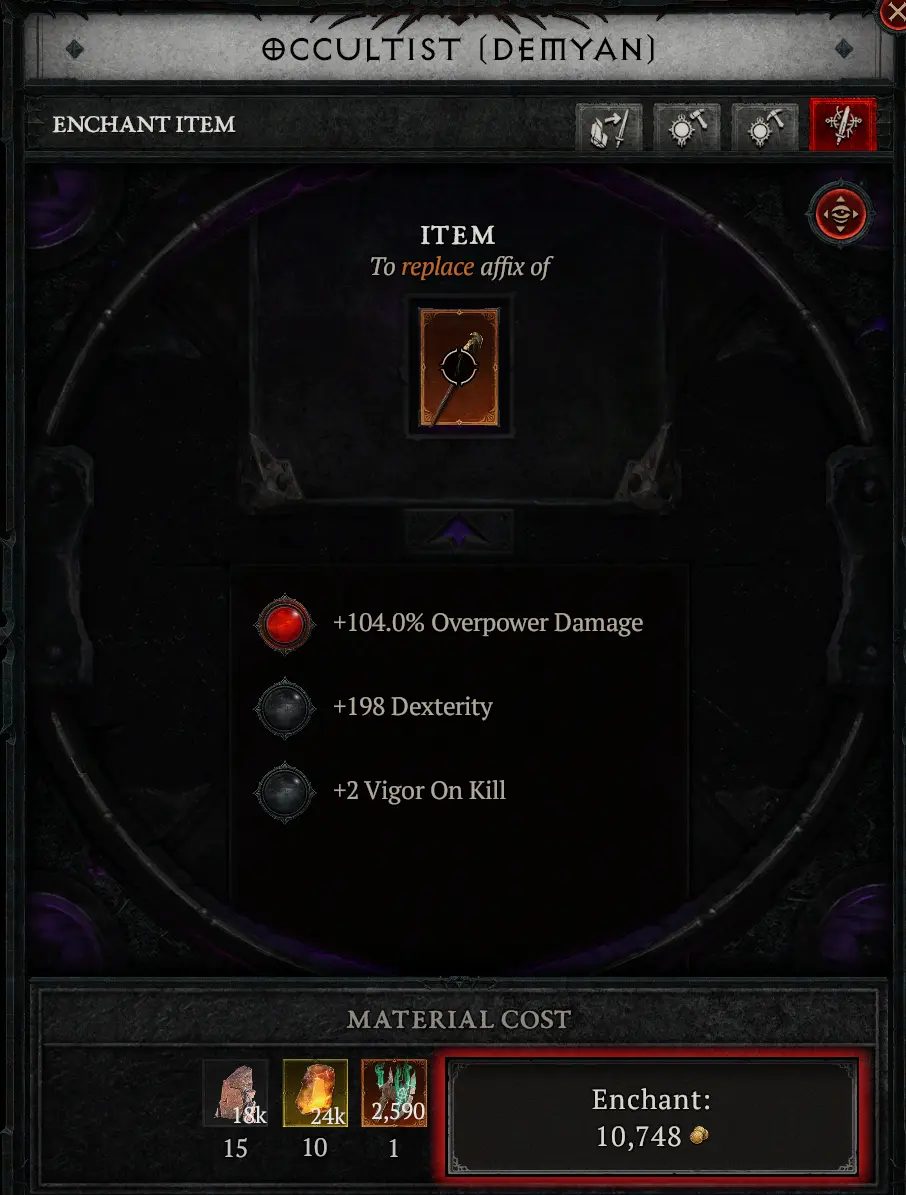 OCCULTIST (DEMYAN)
ENCHANT ITEM
ITEM
To replace affix of
+104.0% Overpower Damage
+198 Dexterity
+2 Vigor On Kill
MATERIAL COST
18k 24k 2,590
15 10 1
Enchant:
10,748